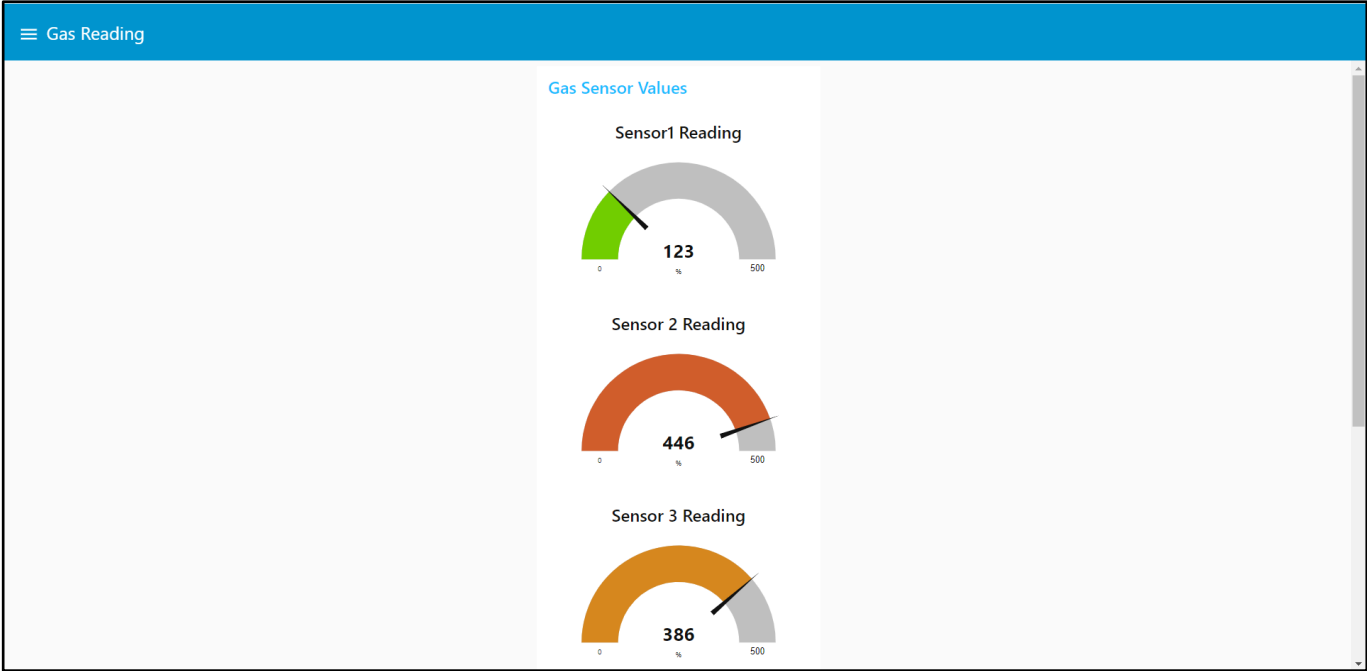 Gas Reading
Gas Sensor Values
Sensor1 Reading
123
%
0
500
Sensor 2 Reading
446
%
0
500
Sensor 3 Reading
386
%
0
500